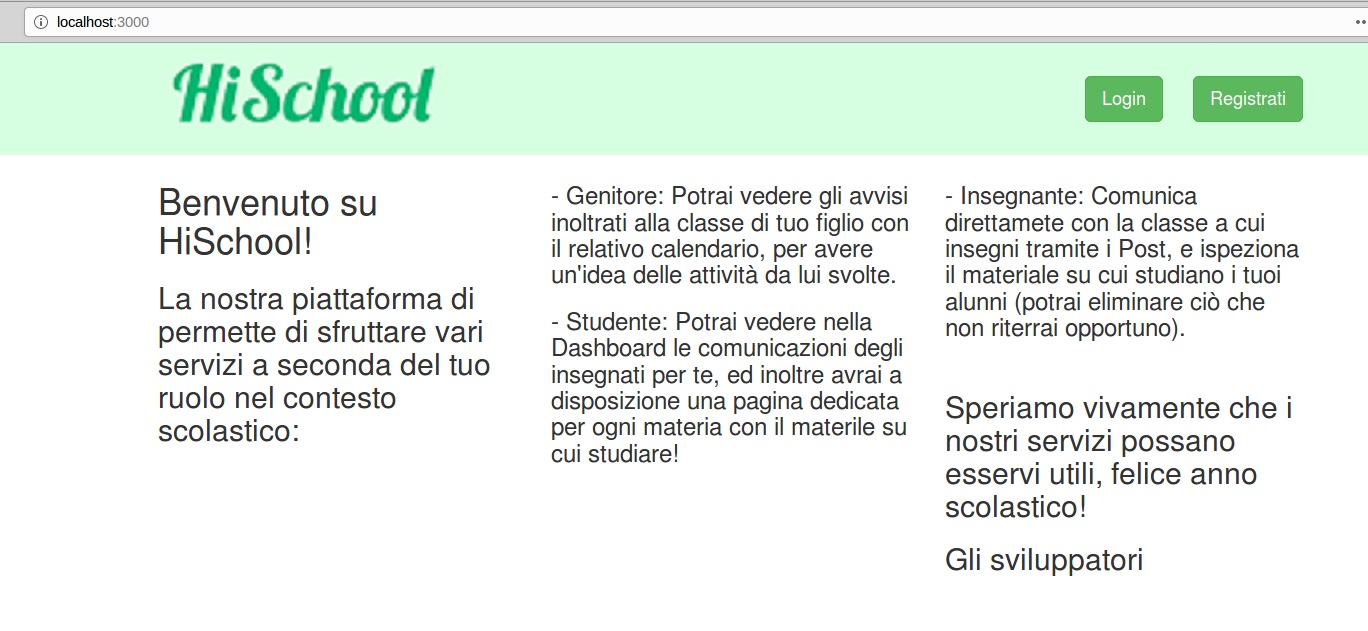 localhost:3000
HiSchool
Login
Registrati
Benvenuto su
HiSchool!
La nostra piattaforma di
permette di sfruttare vari
servizi a seconda del tuo
ruolo nel contesto
scolastico:
- Genitore: Potrai vedere gli avvisi
inoltrati alla classe di tuo figlio con
il relativo calendario, per avere
un'idea delle attività da lui svolte.
- Studente: Potrai vedere nella
Dashboard le comunicazioni degli
insegnati per te, ed inoltre avrai a
disposizione una pagina dedicata
per ogni materia con il materile su
cui studiare!
- Insegnante: Comunica
direttamete con la classe a cui
insegni tramite i Post, e ispeziona
il materiale su cui studiano i tuoi
alunni (potrai eliminare ciò che
non riterrai opportuno).
Speriamo vivamente che i
nostri servizi possano
esservi utili, felice anno
scolastico!
Gli sviluppatori